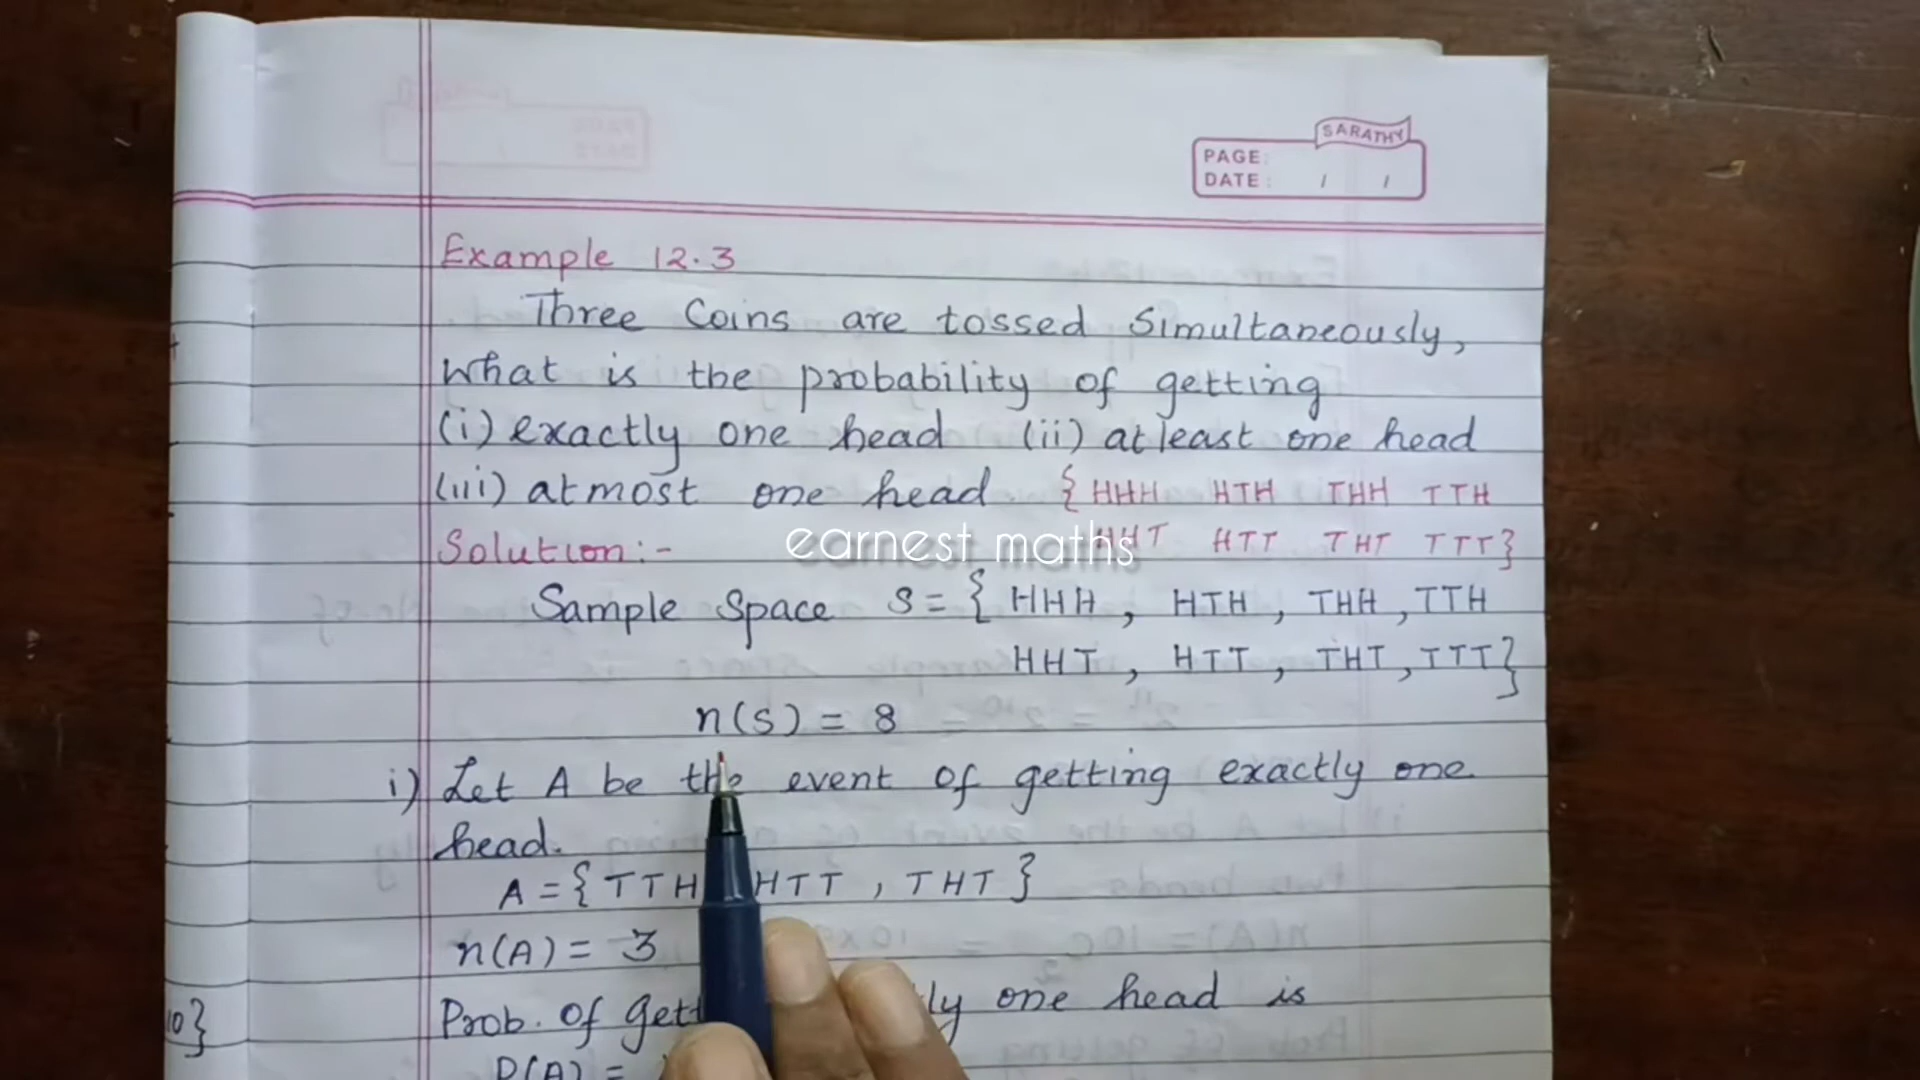 SARATHY
PAGE:
DATE: / /
Example 12.3
Three Coins are tossed Simultaneously,
What is the probability of getting
(i) exactly one head (ii) at least one head
(iii) atmost one head { HHH HTH THH TTH
Solution:- HHT HTT THT TTT }
earnest maths
Sample Space S = { HHH , HTH , THH , TTH
HHT , HTT , THT , TTT }
n(S) = 8
i) Let A be the event of getting exactly one
head.
A = { TTH HTT , THT }
n(A) = 3
10}
Prob. of one head is
P(A) =